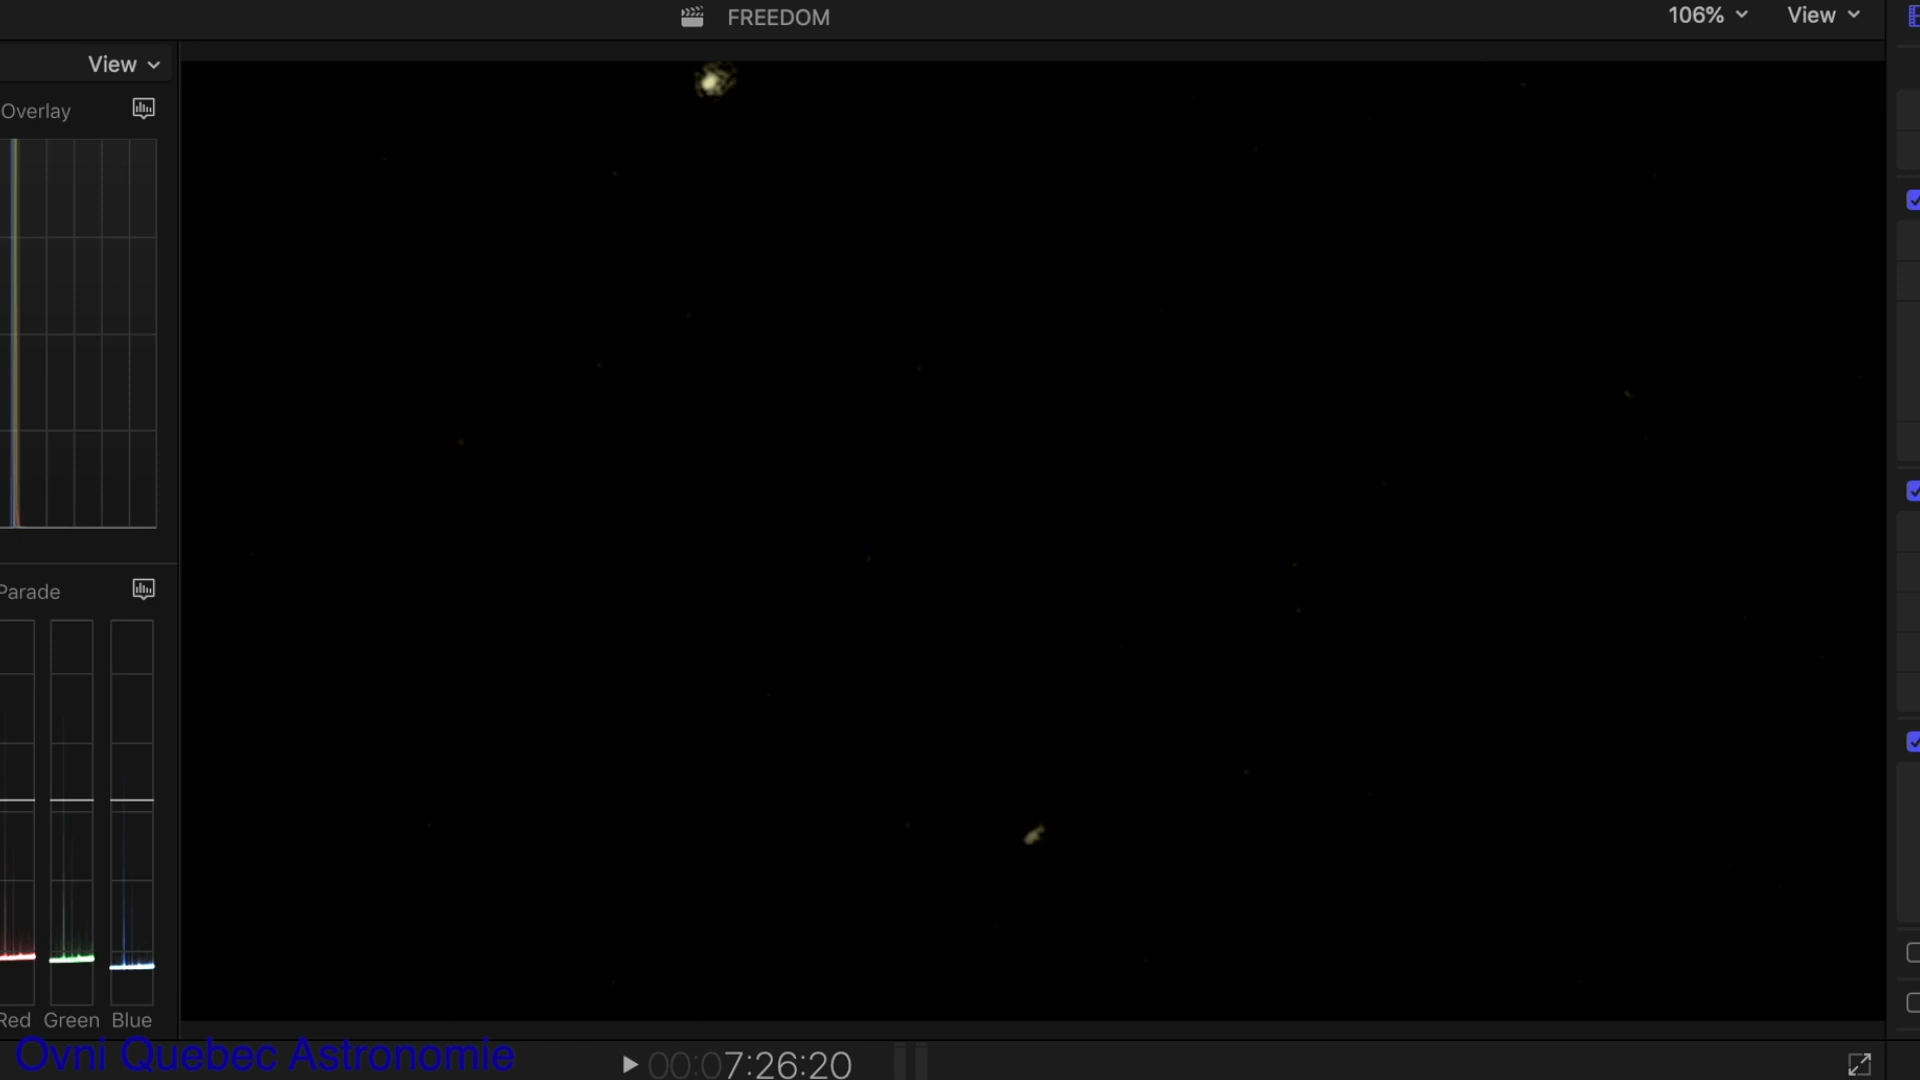 FREEDOM
106%
View
View
Overlay
Parade
Red Green Blue
Ovni Quebec Astronomie
00:07:26:20